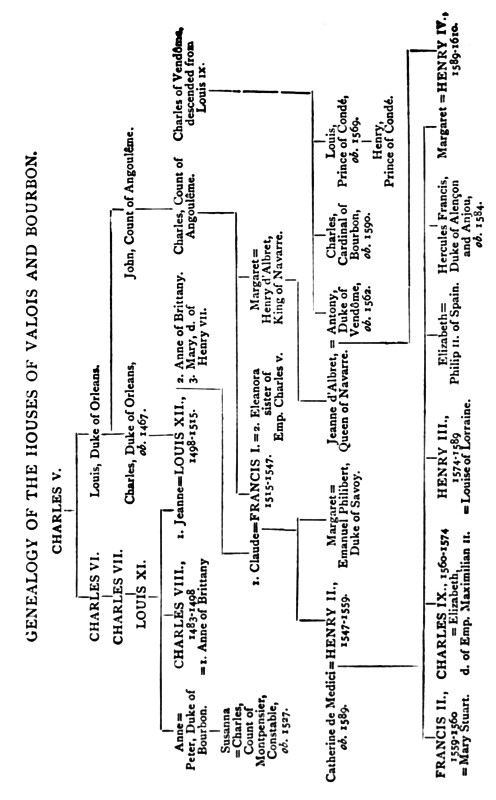 GENEALOGY OF THE HOUSES OF VALOIS AND BOURBON.
CHARLES V.
CHARLES VI.
Louis, Duke of Orleans.
CHARLES VII.
Charles, Duke of Orleans,
ob. 1467.
John, Count of Angoulême.
LOUIS XI.
Anne=
Peter, Duke of
Bourbon.
CHARLES VIII.,
1483-1498
=1. Anne of Brittany
1. Jeanne=LOUIS XII.,
1498-1515.
2. Anne of Brittany.
3. Mary, d. of
Henry VII.
Charles, Count of
Angoulême.
Charles of Vendôme,
descended from
Louis IX.
Susanna
=Charles,
Count of
Montpensier,
Constable,
ob. 1527.
1. Claude=FRANCIS I.=2. Eleanora
1515-1547.
sister of
Emp. Charles V.
Margaret=
Henry d'Albret,
King of Navarre.
Catherine de Medici=HENRY II.,
ob. 1589.
1547-1559.
Margaret=
Emanuel Philibert,
Duke of Savoy.
Jeanne d'Albret,
Queen of Navarre.
= Antony,
Duke of
Vendôme,
ob. 1562.
Charles,
Cardinal of
Bourbon,
ob. 1590.
Louis,
Prince of Condé,
ob. 1569.
Henry,
Prince of Condé.
FRANCIS II.,
1559-1560
=Mary Stuart.
CHARLES IX., 1560-1574
=Elizabeth,
d. of Emp. Maximilian II.
HENRY III.,
1574-1589
=Louise of Lorraine.
Elizabeth=
Philip II. of Spain.
Hercules Francis,
Duke of Alençon
and Anjou,
ob. 1584.
Margaret=HENRY IV.,
1589-1610.